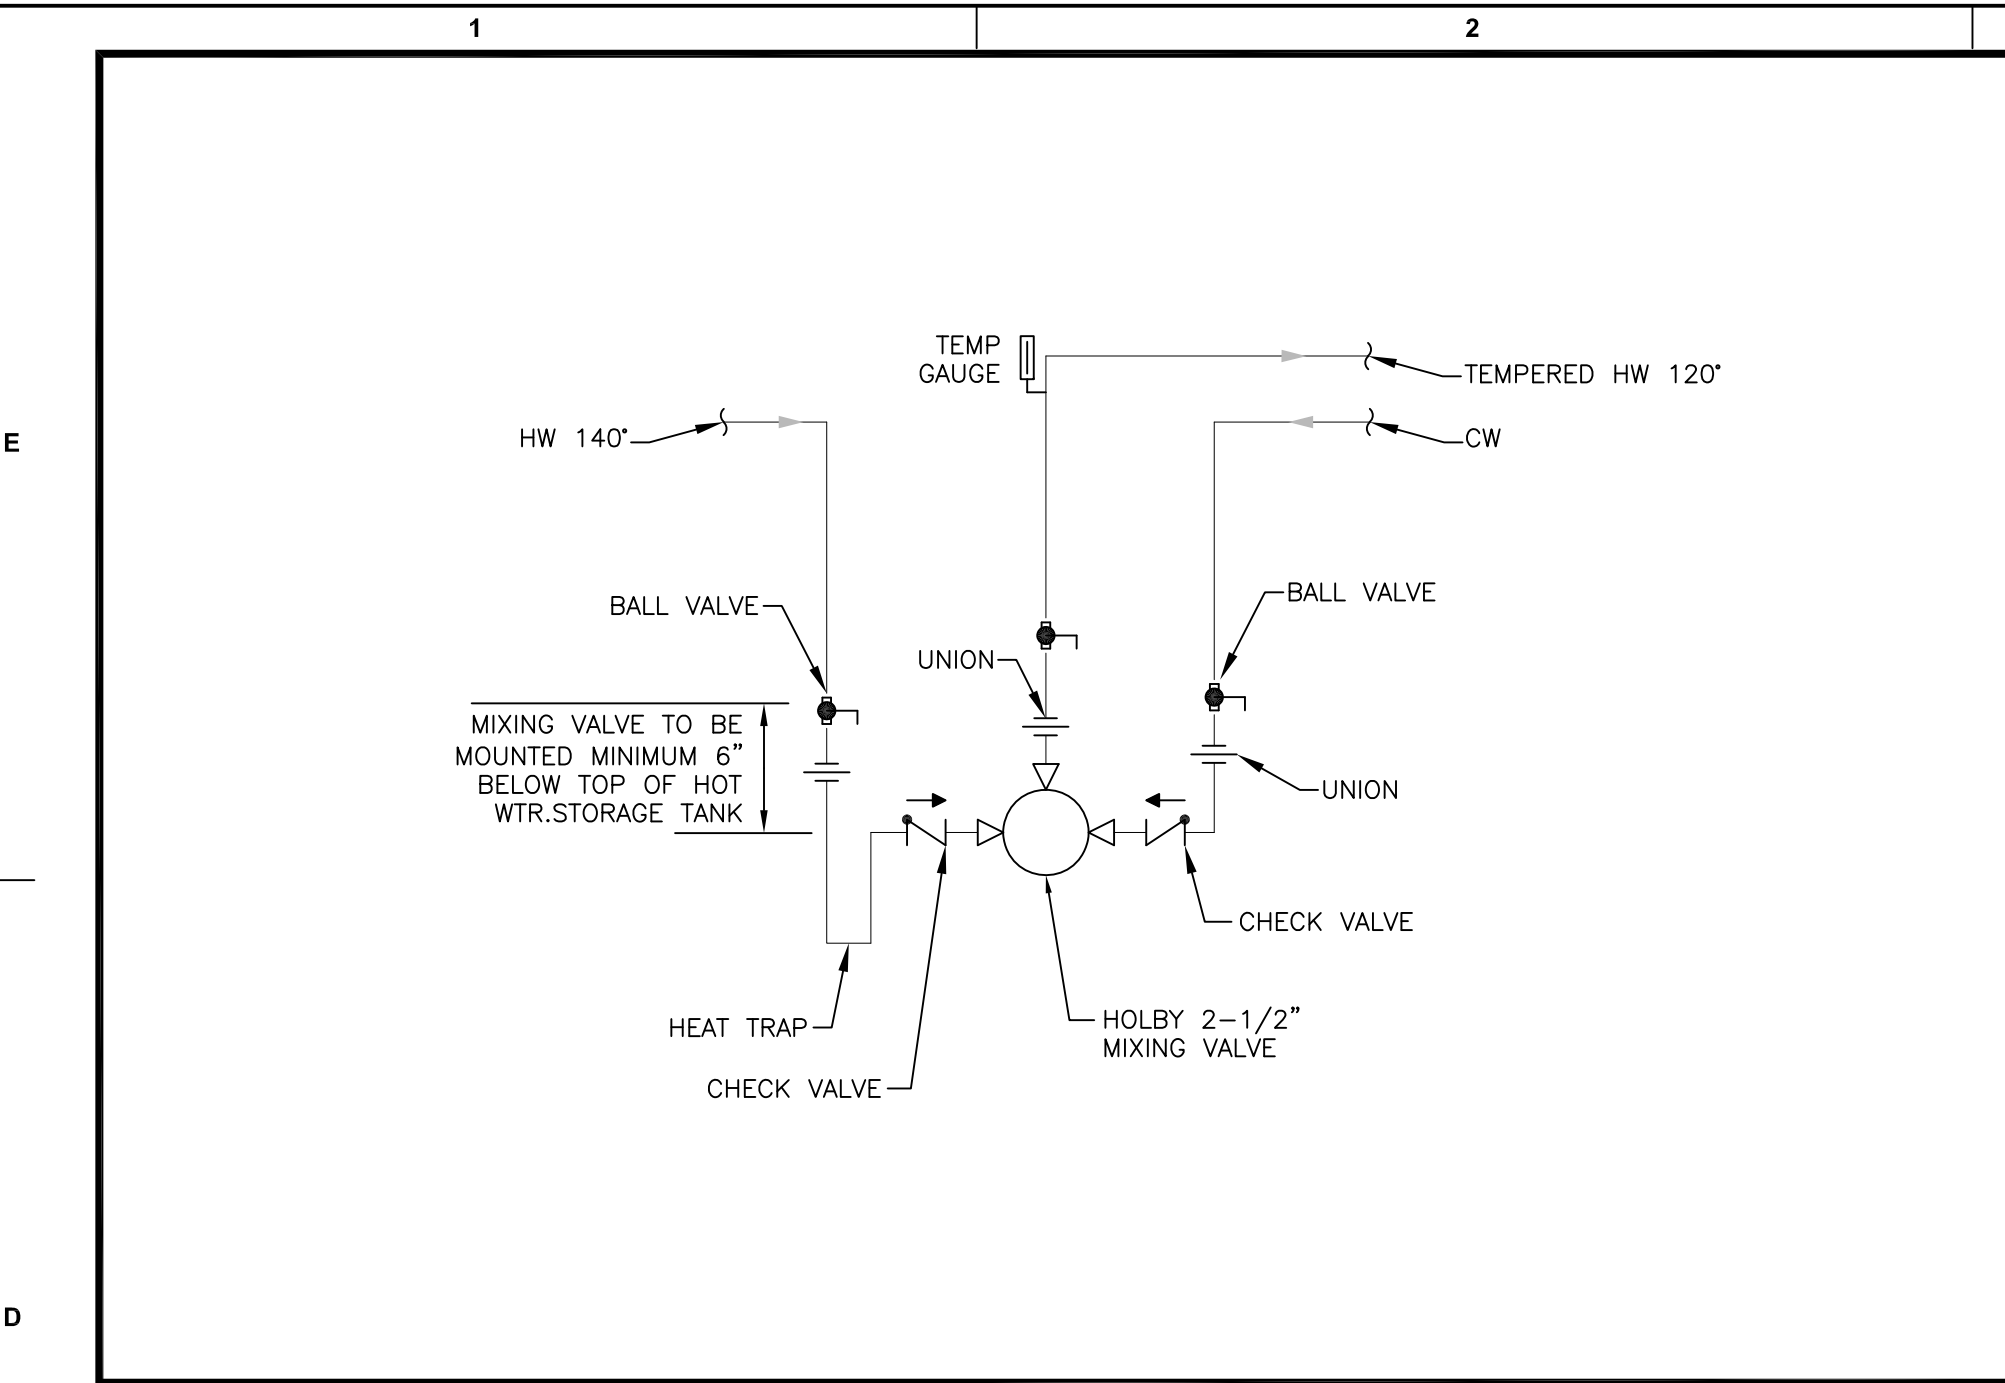 1
2
TEMP
GAUGE
TEMPERED HW 120°
HW 140°
CW
E
BALL VALVE
BALL VALVE
UNION
MIXING VALVE TO BE
MOUNTED MINIMUM 6”
BELOW TOP OF HOT
WTR.STORAGE TANK
UNION
CHECK VALVE
HEAT TRAP
HOLBY 2-1/2”
MIXING VALVE
CHECK VALVE
D